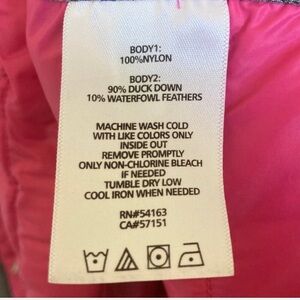 BODY1:
100%NYLON
BODY2:
90% DUCK DOWN
10% WATERFOWL FEATHERS
MACHINE WASH COLD
WITH LIKE COLORS ONLY
INSIDE OUT
REMOVE PROMPTLY
ONLY NON-CHLORINE BLEACH
IF NEEDED
TUMBLE DRY LOW
COOL IRON WHEN NEEDED
RN#54163
CA#57151